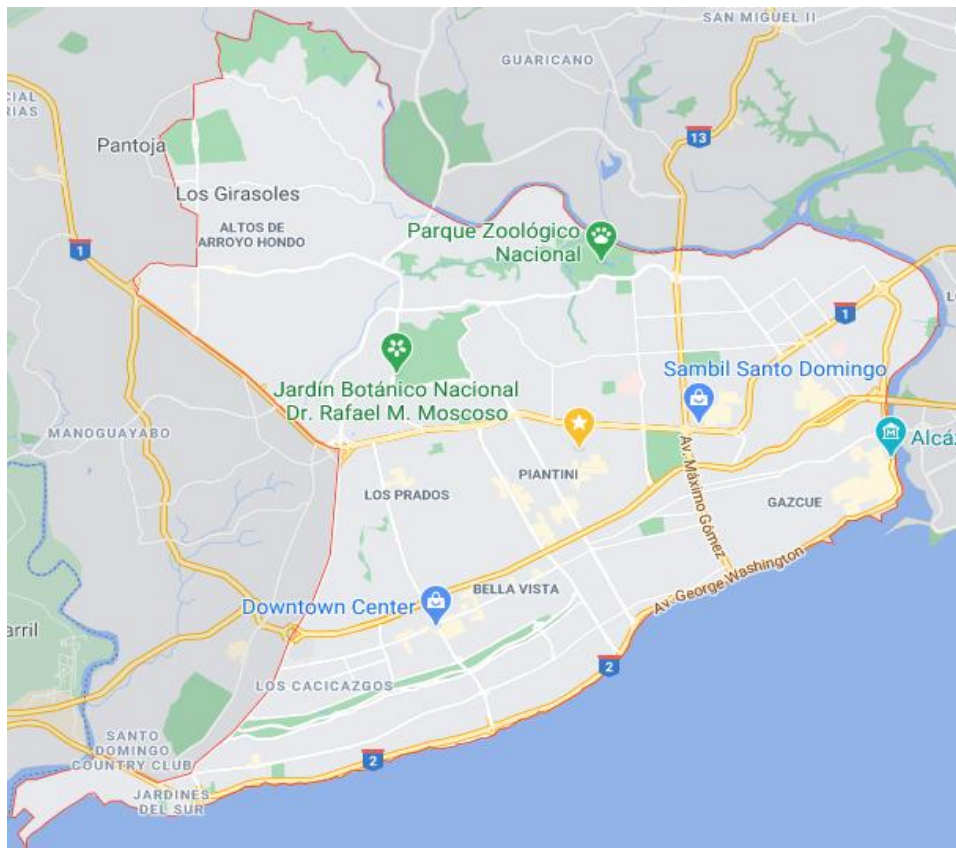 SAN MIGUEL II
GUARICANO
CIAL
RIAS
13
Pantoja
Los Girasoles
ALTOS DE
ARROYO HONDO
Parque Zoológico
Nacional
1
1
Jardín Botánico Nacional
Dr. Rafael M. Moscoso
Sambil Santo Domingo
MANOGUAYABO
Alcáz
PIANTINI
LOS PRADOS
GAZCUE
Av. Máximo Gómez
Av. George Washington
BELLA VISTA
Downtown Center
arril
2
LOS CACICAZGOS
SANTO
DOMINGO
COUNTRY CLUB
2
JARDINES
DEL SUR